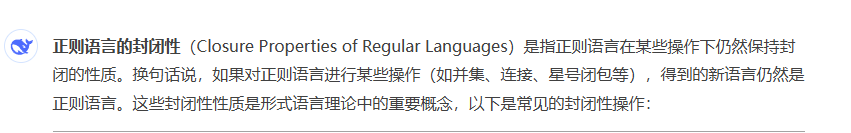 正则语言的封闭性（Closure Properties of Regular Languages）是指正则语言在某些操作下仍然保持封
闭的性质。换句话说，如果对正则语言进行某些操作（如并集、连接、星号闭包等），得到的新语言仍然是
正则语言。这些封闭性性质是形式语言理论中的重要概念，以下是常见的封闭性操作：